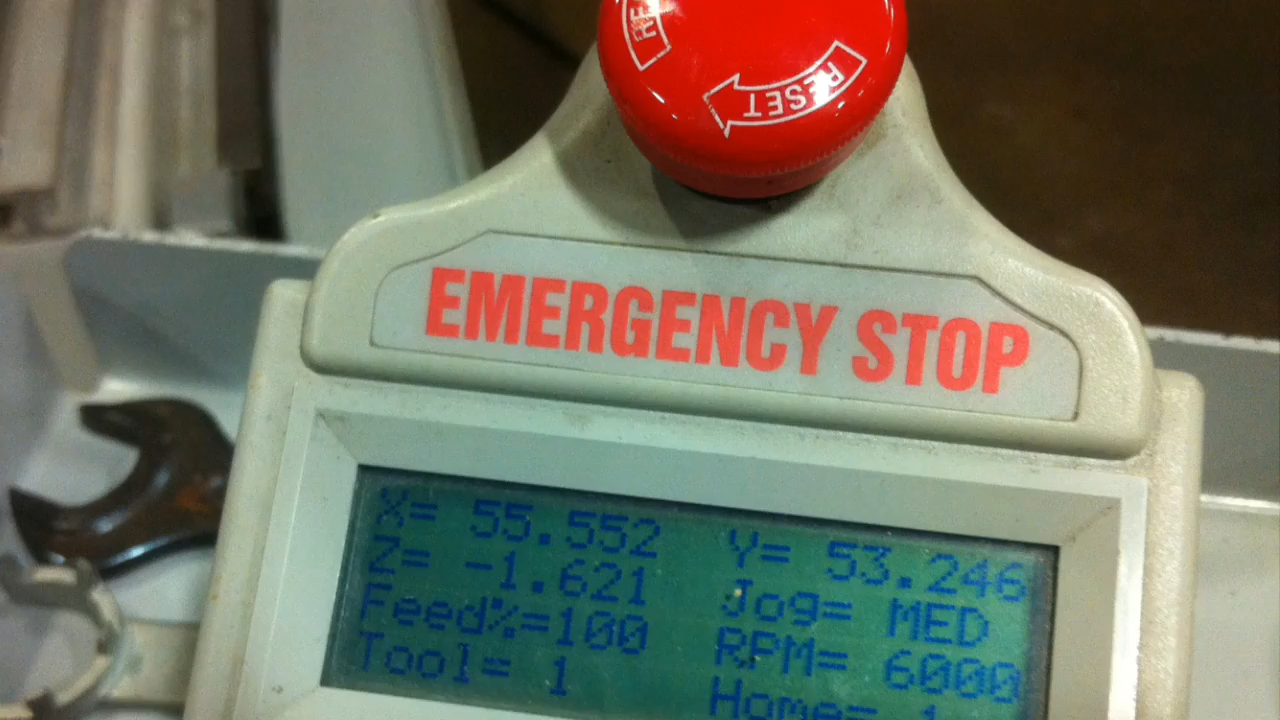 RESET
EMERGENCY STOP
X= 55.552 Y= 53.246
Z= -1.621 Jog= MED
Feed%=100 RPM= 6000
Tool= 1 Home= 1